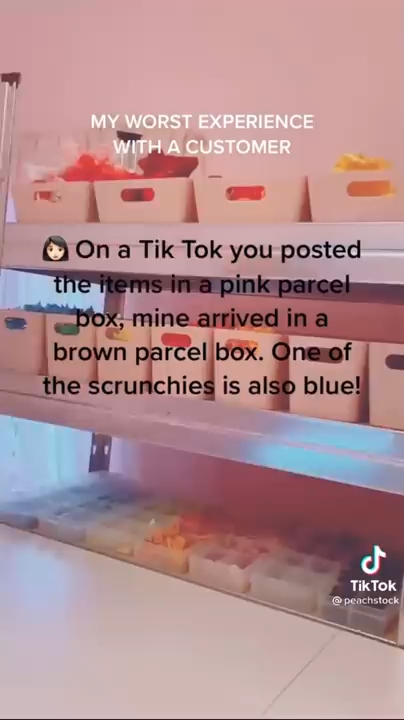 MY WORST EXPERIENCE
WITH A CUSTOMER
👩🏻 On a Tik Tok you posted
the items in a pink parcel
box, mine arrived in a
brown parcel box. One of
the scrunchies is also blue!
TikTok
@peachstock